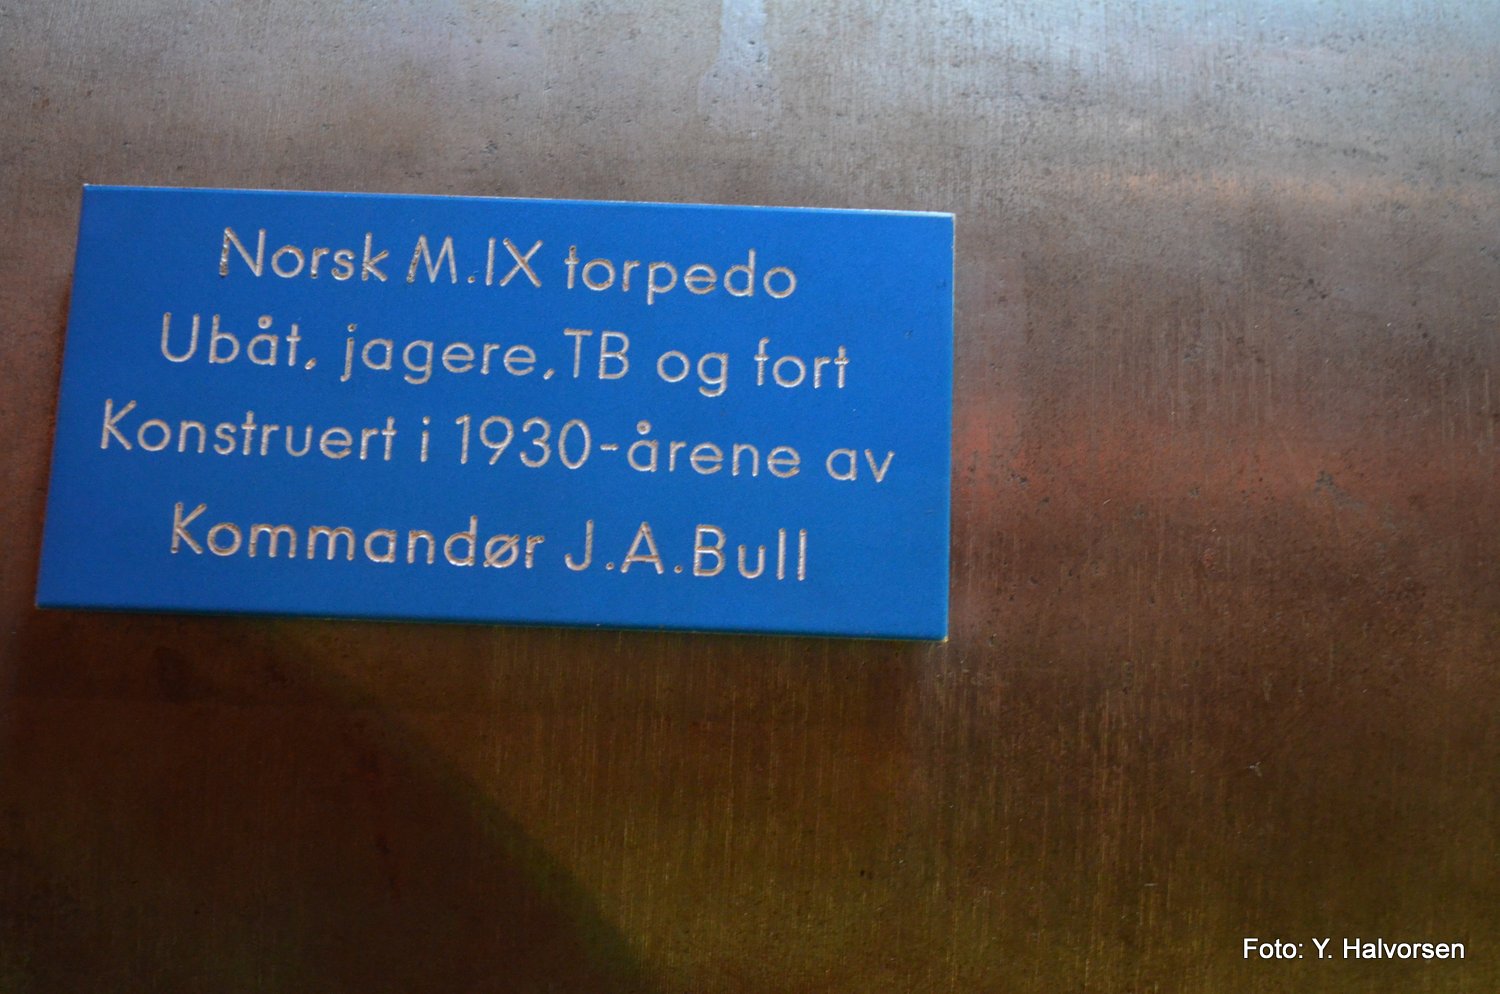 Norsk M.IX torpedo
Ubåt, jagere, TB og fort
Konstruert i 1930-årene av
Kommandør J.A.Bull
Foto: Y. Halvorsen